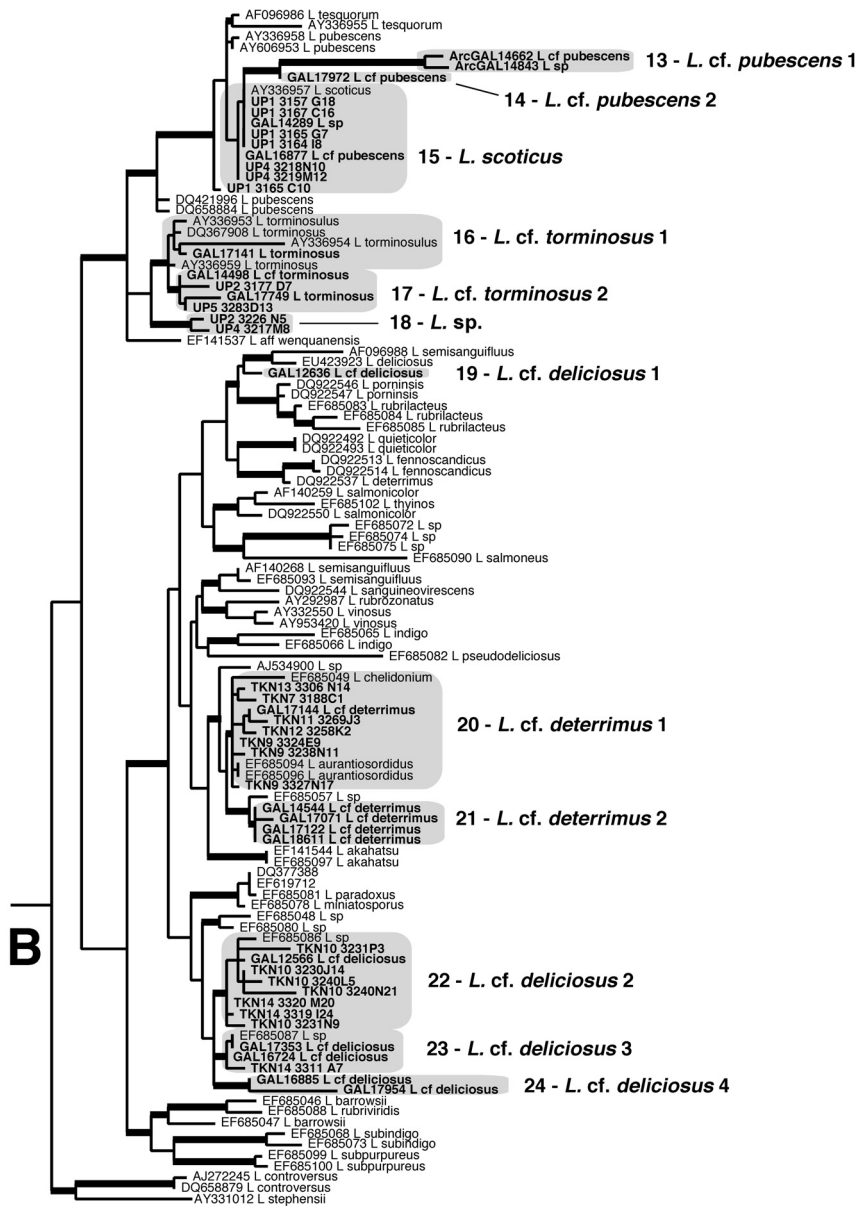 AF096986 L tesquorum
AY336955 L tesquorum
AY336958 L pubescens
AY606953 L pubescens
ArcGAL14662 L cf pubescens
ArcGAL14843 L sp
13 - L. cf. pubescens 1
GAL17972 L cf pubescens
14 - L. cf. pubescens 2
AY336957 L scoticus
UP1 3157 G18
UP1 3167 C16
GAL14289 L sp
UP1 3165 G7
UP1 3164 I8
GAL16877 L cf pubescens
15 - L. scoticus
UP4 3218N10
UP4 3219M12
UP1 3165 C10
DQ421996 L pubescens
DQ658884 L pubescens
AY336953 L torminosulus
DQ367908 L torminosus
16 - L. cf. torminosus 1
AY336954 L torminosulus
GAL17141 L torminosus
AY336959 L torminosus
GAL14498 L cf torminosus
UP2 3177 D7
17 - L. cf. torminosus 2
GAL17749 L torminosus
UP5 3283D13
UP2 3226 N5
18 - L. sp.
UP4 3217M8
EF141537 L aff wenquanensis
AF096988 L semisanguifluus
EU423923 L deliciosus
GAL12636 L cf deliciosus
19 - L. cf. deliciosus 1
DQ922546 L porninsis
DQ922547 L porninsis
EF685083 L rubrilacteus
EF685084 L rubrilacteus
EF685085 L rubrilacteus
DQ922492 L quieticolor
DQ922493 L quieticolor
DQ922513 L fennoscandicus
DQ922514 L fennoscandicus
DQ922537 L deterrimus
AF140259 L salmonicolor
EF685102 L thyinos
DQ922550 L salmonicolor
EF685072 L sp
EF685074 L sp
EF685075 L sp
EF685090 L salmoneus
AF140268 L semisanguifluus
EF685093 L semisanguifluus
DQ922544 L sanguineovirescens
AY292987 L rubrozonatus
AY332550 L vinosus
AY953420 L vinosus
EF685065 L indigo
EF685066 L indigo
EF685082 L pseudodeliciosus
AJ534900 L sp
EF685049 L chelidonium
TKN13 3306 N14
TKN7 3188C1
GAL17144 L cf deterrimus
TKN11 3269J3
20 - L. cf. deterrimus 1
TKN12 3258K2
TKN9 3324E9
TKN9 3238N11
EF685094 L aurantiosordidus
EF685096 L aurantiosordidus
TKN9 3327N17
EF685057 L sp
GAL14544 L cf deterrimus
GAL17071 L cf deterrimus
21 - L. cf. deterrimus 2
GAL17122 L cf deterrimus
GAL18611 L cf deterrimus
EF141544 L akahatsu
EF685097 L akahatsu
DQ377388
EF619712
EF685081 L paradoxus
EF685078 L miniatosporus
EF685048 L sp
EF685080 L sp
B
EF685086 L sp
TKN10 3231P3
GAL12566 L cf deliciosus
TKN10 3230J14
TKN10 3240L5
22 - L. cf. deliciosus 2
TKN10 3240N21
TKN14 3320 M20
TKN14 3319 I24
TKN10 3231N9
EF685087 L sp
GAL17353 L cf deliciosus
23 - L. cf. deliciosus 3
GAL16724 L cf deliciosus
TKN14 3311 A7
GAL16885 L cf deliciosus
24 - L. cf. deliciosus 4
GAL17954 L cf deliciosus
EF685046 L barrowsii
EF685088 L rubriviridis
EF685047 L barrowsii
EF685068 L subindigo
EF685073 L subindigo
EF685099 L subpurpureus
EF685100 L subpurpureus
AJ272245 L controversus
DQ658879 L controversus
AY331012 L stephensii